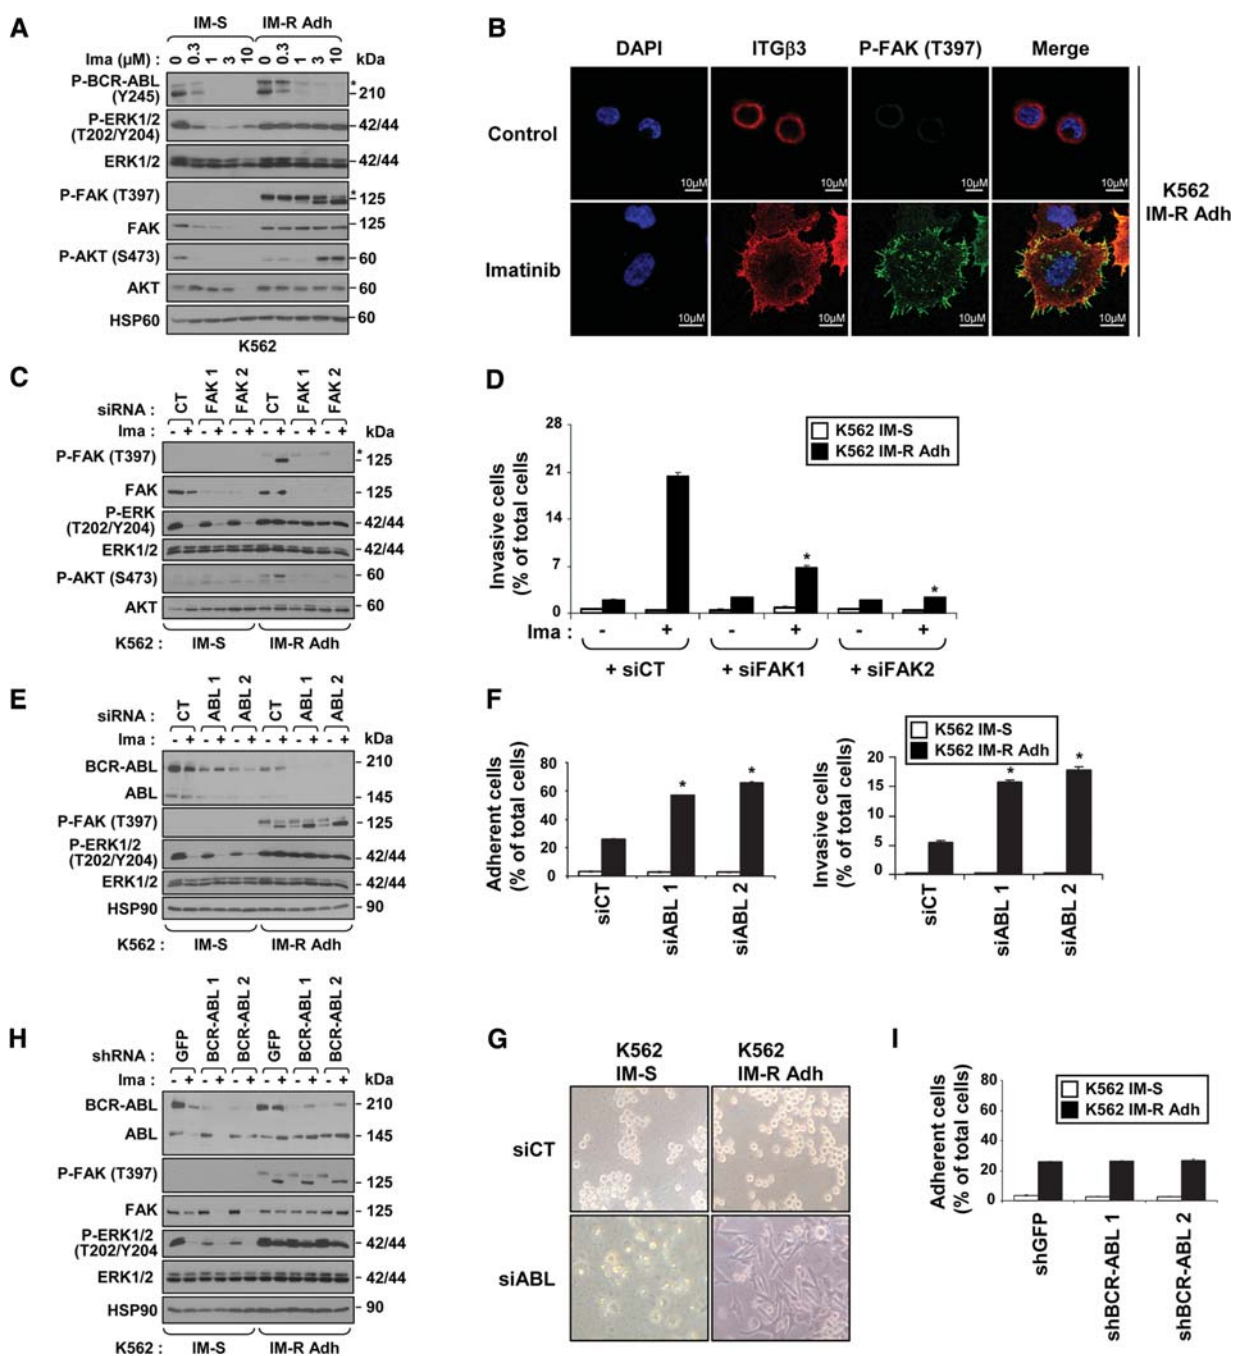 A
IM-S IM-R Adh
Ima (μM) 0 0.3 1 3 10 0 0.3 1 3 10 kDa
P-BCR-ABL (Y245) * 210
P-ERK1/2 (T202/Y204) 42/44
ERK1/2 42/44
P-FAK (T397) * 125
FAK 125
P-AKT (S473) 60
AKT 60
HSP60 60
K562
B
DAPI ITGβ3 P-FAK (T397) Merge
Control
10μM 10μM 10μM 10μM
Imatinib
10μM 10μM 10μM 10μM
K562
IM-R Adh
C
siRNA : CT FAK 1 FAK 2 CT FAK 1 FAK 2
Ima : - + - + - + - + - + - + kDa
P-FAK (T397) * 125
FAK 125
P-ERK (T202/Y204) 42/44
ERK1/2 42/44
P-AKT (S473) 60
AKT 60
K562 : IM-S IM-R Adh
D
Invasive cells
(% of total cells)
28
21
14
7
0
K562 IM-S
K562 IM-R Adh
* *
Ima : - + - + - +
+ siCT + siFAK1 + siFAK2
E
siRNA : CT ABL 1 ABL 2 CT ABL 1 ABL 2
Ima : - + - + - + - + - + - + kDa
BCR-ABL 210
ABL 145
P-FAK (T397) 125
P-ERK1/2 (T202/Y204) 42/44
ERK1/2 42/44
HSP90 90
K562 : IM-S IM-R Adh
F
Adherent cells
(% of total cells)
80
60
40
20
0
* *
siCT siABL 1 siABL 2
K562 IM-S
K562 IM-R Adh
Invasive cells
(% of total cells)
20
15
10
5
0
* *
siCT siABL 1 siABL 2
H
shRNA : GFP BCR-ABL 1 BCR-ABL 2 GFP BCR-ABL 1 BCR-ABL 2
Ima : - + - + - + - + - + - + kDa
BCR-ABL 210
ABL 145
P-FAK (T397) 125
FAK 125
P-ERK1/2 (T202/Y204 42/44
ERK1/2 42/44
HSP90 90
K562 : IM-S IM-R Adh
G
K562 IM-S K562 IM-R Adh
siCT
siABL
I
Adherent cells
(% of total cells)
80
60
40
20
0
K562 IM-S
K562 IM-R Adh
shGFP shBCR-ABL 1 shBCR-ABL 2